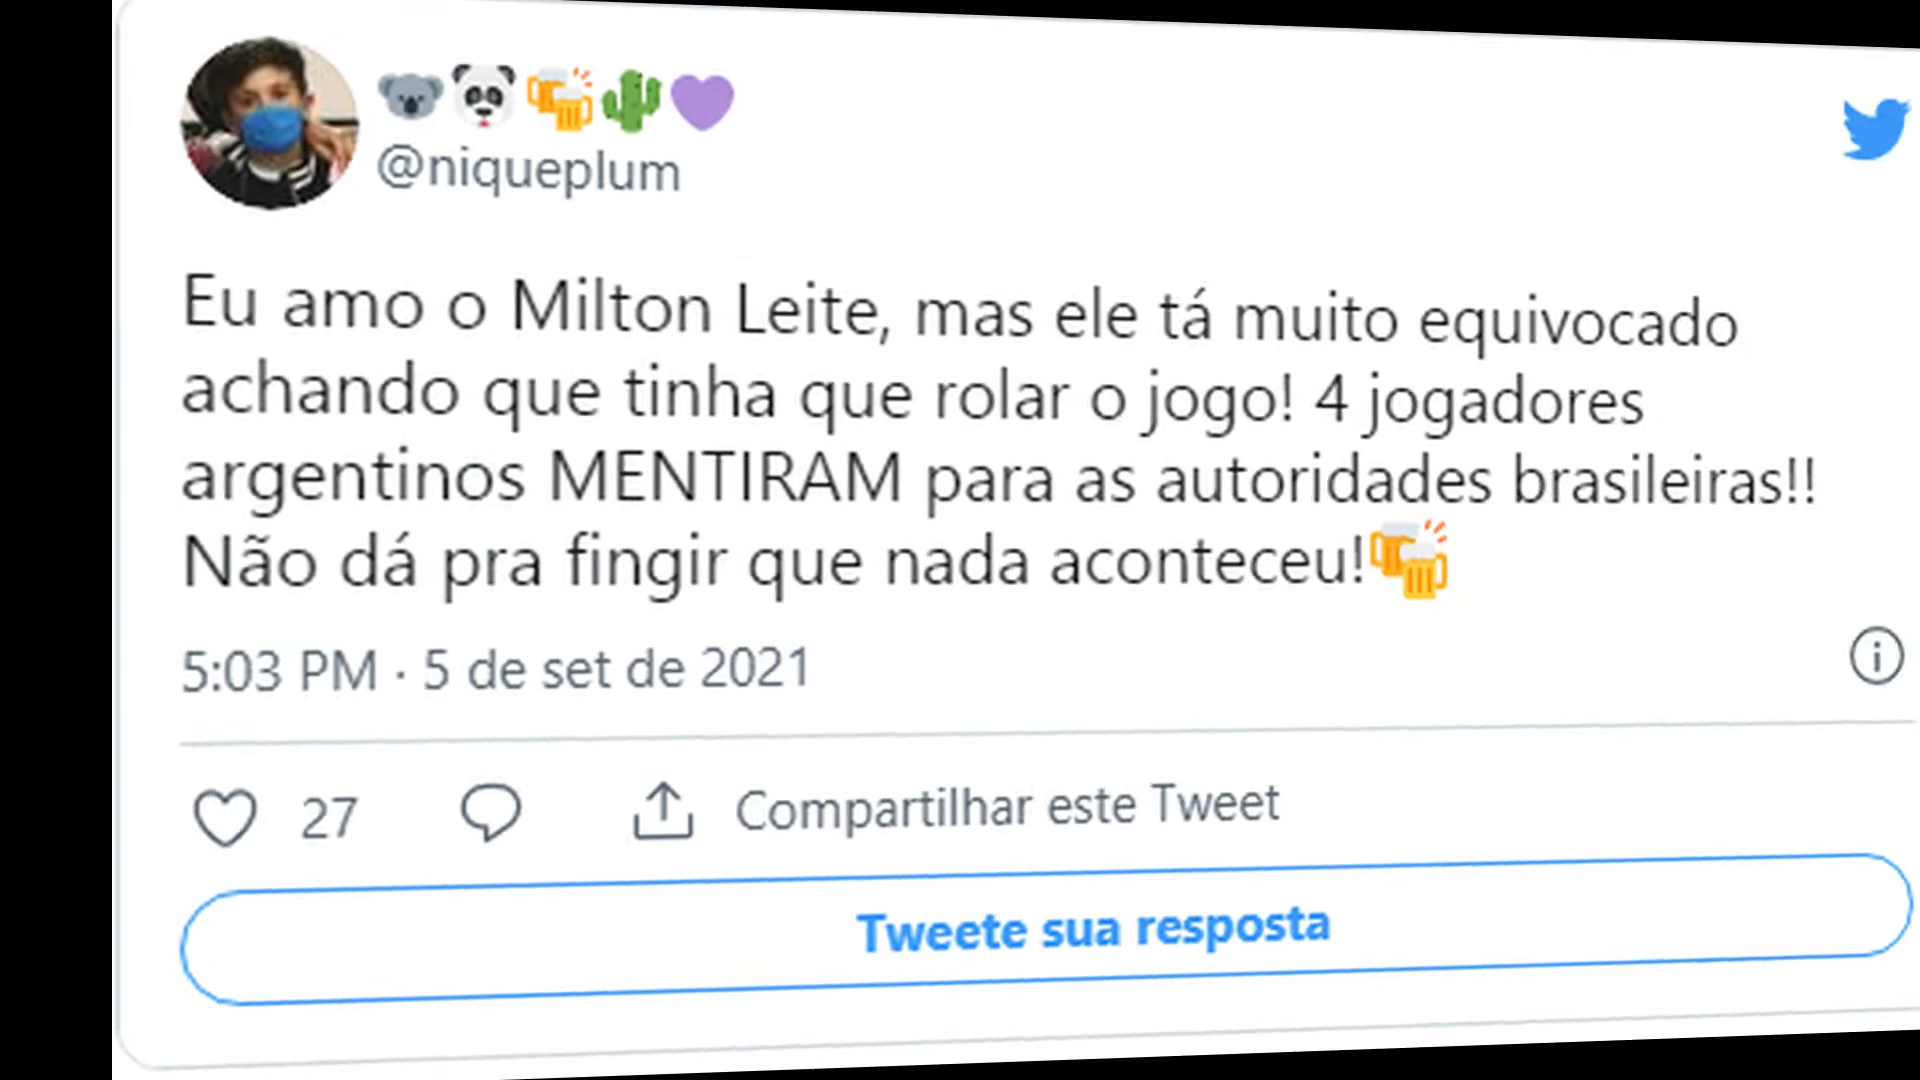 🐨🐼🍻🌵💜
@niqueplum
Eu amo o Milton Leite, mas ele tá muito equivocado
achando que tinha que rolar o jogo! 4 jogadores
argentinos MENTIRAM para as autoridades brasileiras!!
Não dá pra fingir que nada aconteceu!🍻
5:03 PM · 5 de set de 2021
27
Compartilhar este Tweet
Tweete sua resposta